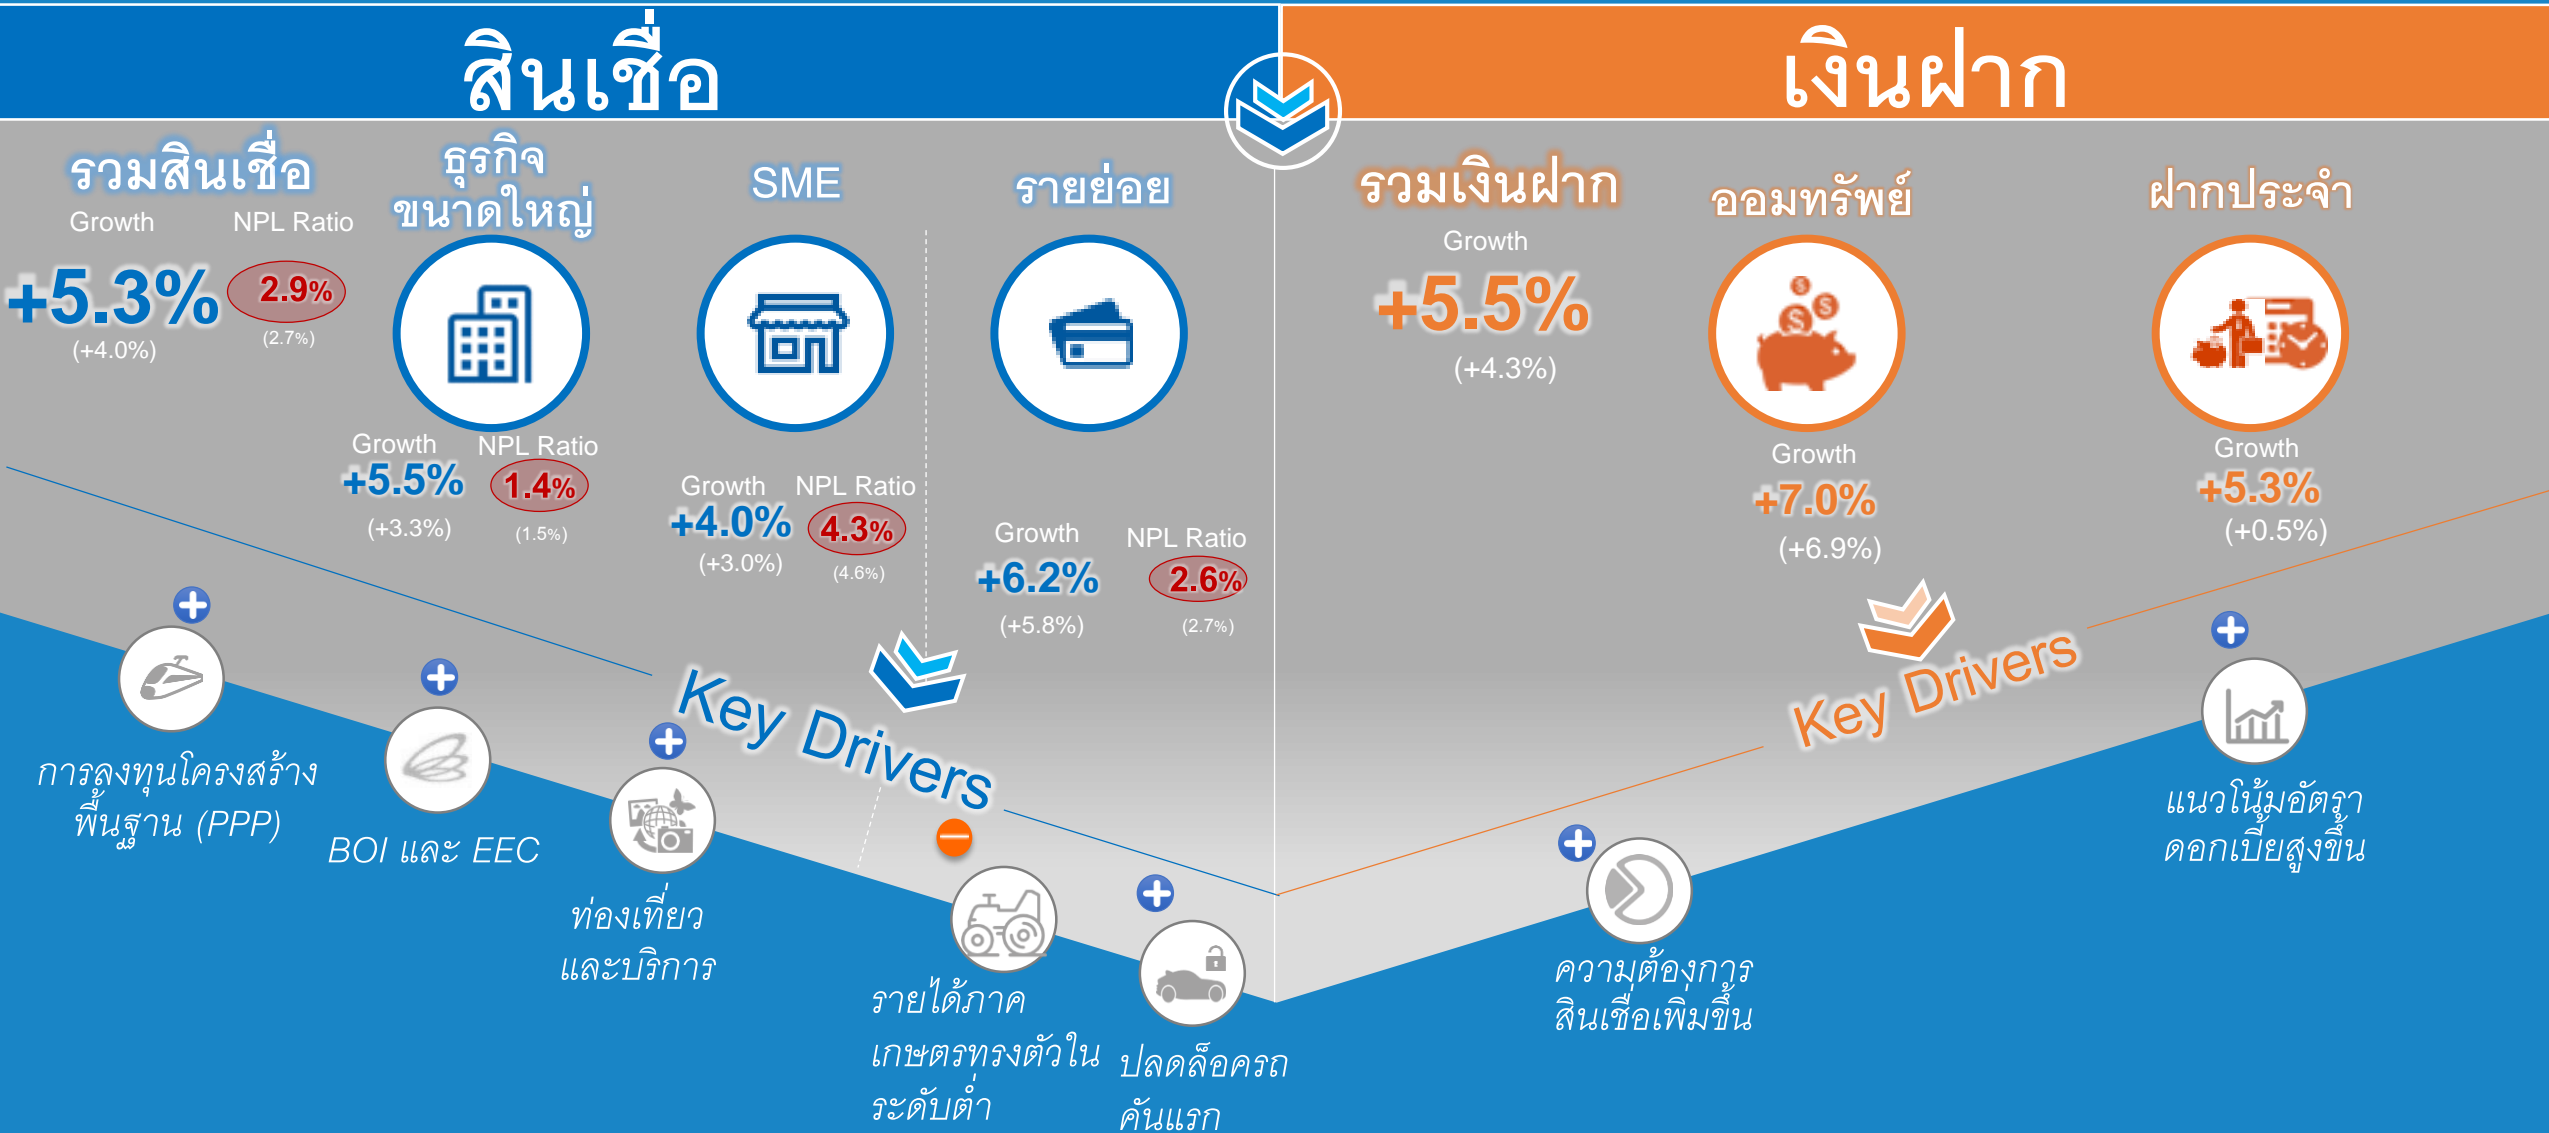 สินเชื่อ
เงินฝาก
รวมสินเชื่อ
Growth NPL Ratio
+5.3% 2.9%
(+4.0%) (2.7%)
ธุรกิจ
ขนาดใหญ่
Growth NPL Ratio
+5.5% 1.4%
(+3.3%) (1.5%)
SME
Growth NPL Ratio
+4.0% 4.3%
(+3.0%) (4.6%)
รายย่อย
Growth NPL Ratio
+6.2% 2.6%
(+5.8%) (2.7%)
รวมเงินฝาก
Growth
+5.5%
(+4.3%)
ออมทรัพย์
Growth
+7.0%
(+6.9%)
ฝากประจำ
Growth
+5.3%
(+0.5%)
Key Drivers
การลงทุนโครงสร้าง
พื้นฐาน (PPP)
BOI และ EEC
ท่องเที่ยว
และบริการ
รายได้ภาค
เกษตรทรงตัวใน
ระดับต่ำ
ปลดล็อครถ
คันแรก
Key Drivers
ความต้องการ
สินเชื่อเพิ่มขึ้น
แนวโน้มอัตรา
ดอกเบี้ยสูงขึ้น